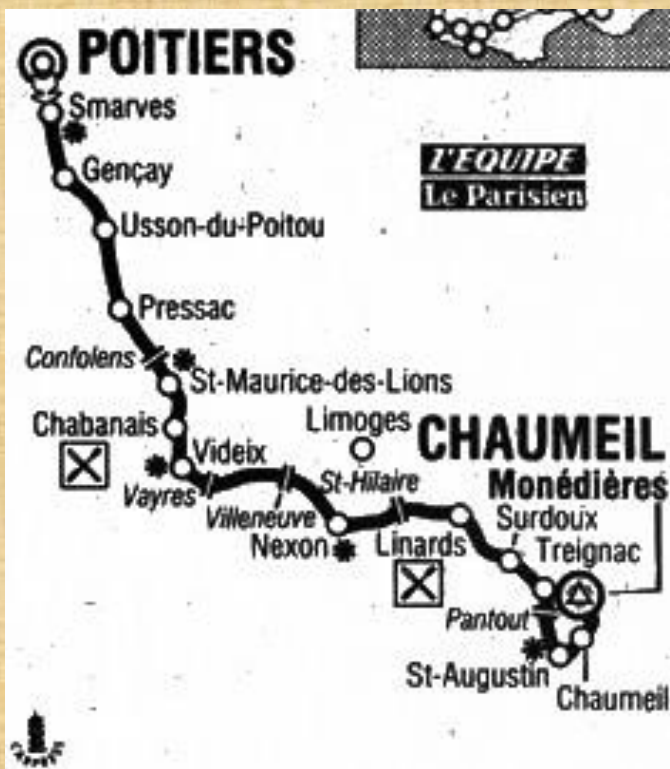 POITIERS
Smarves
L'EQUIPE
Le Parisien
Gençay
Usson-du-Poitou
Pressac
Confolens
St-Maurice-des-Lions
Chabanais
Limoges
CHAUMEIL
Monédières
Videix
Vayres
Villeneuve
St-Hilaire
Nexon
Linards
Surdoux
Treignac
Pantout
St-Augustin
Chaumeil